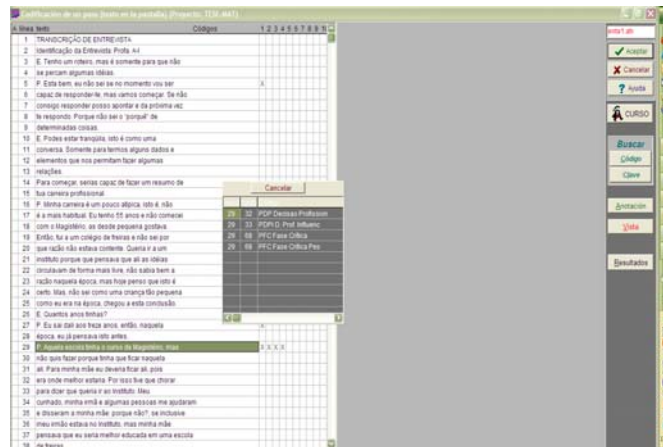 Codificación de un paso (texto en la pantalla) (Proyecto: TESE-MAT)
A línea texto Códigos 1 2 3 4 5 6 7 8 9 1
1 TRANSCRIÇÃO DE ENTREVISTA
2 Identificação da Entrevista: Profa. A-I
3 E. Tenho um roteiro, mas é somente para que não
4 se percam algumas idéias.
5 P. Esta bem, eu não sei se no momento vou ser X
6 capaz de responder-te, mas vamos começar. Se não
7 consigo responder posso apontar e da próxima vez
8 te respondo. Porque não sei o "porquê" de
9 determinadas coisas.
10 E. Podes estar tranqüila, isto é como uma
11 conversa. Somente para termos alguns dados e
12 elementos que nos permitam fazer algumas
13 relações.
14 Para começar, serias capaz de fazer um resumo de
15 tua carreira profissional.
16 P. Minha carreira é um pouco atípica, isto é, não
17 é a mais habitual. Eu tenho 55 anos e não comecei
18 com o Magistério, as desde pequena gostava.
19 Então, fui a um colégio de freiras e não sei por
20 que razão não estava contente. Queria ir a um
21 instituto porque que pensava que ali as idéias
22 circulavam de forma mais livre, não sabia bem a
23 razão naquela época, mas hoje penso que isto é
24 certo. Mas, não sei como uma criança tão pequena
25 como eu era na época, chegou a esta conclusão.
26 E. Quantos anos tinhas?
27 P. Eu sai dali aos treze anos, então, naquela X
28 época, eu já pensava isto antes.
29 P. Aquela escola tinha o curso de Magistério, mas X X X X
30 não quis fazer porque tinha que ficar naquela
31 ali. Para minha mãe eu deveria ficar ali, pois
32 era onde melhor estaria. Por isso tive que chorar
33 para dizer que queria ir ao Instituto. Meu
34 cunhado, minha irmã e algumas pessoas me ajudaram
35 e disseram a minha mãe: porque não?, se inclusive
36 meu irmão estava no Instituto, mas minha mãe
37 pensava que eu seria melhor educada em uma escola
38 de freiras.
Cancelar
29 32 PDP Decisao Profission
29 33 PDPI O. Prof. Influenc
29 68 PFC Fase Crítica
29 69 PFC Fase Crítica Pes
Aceptar
Cancelar
Ayuda
CURSO
Buscar
Código
Clave
Anotación
Vista
Resultados